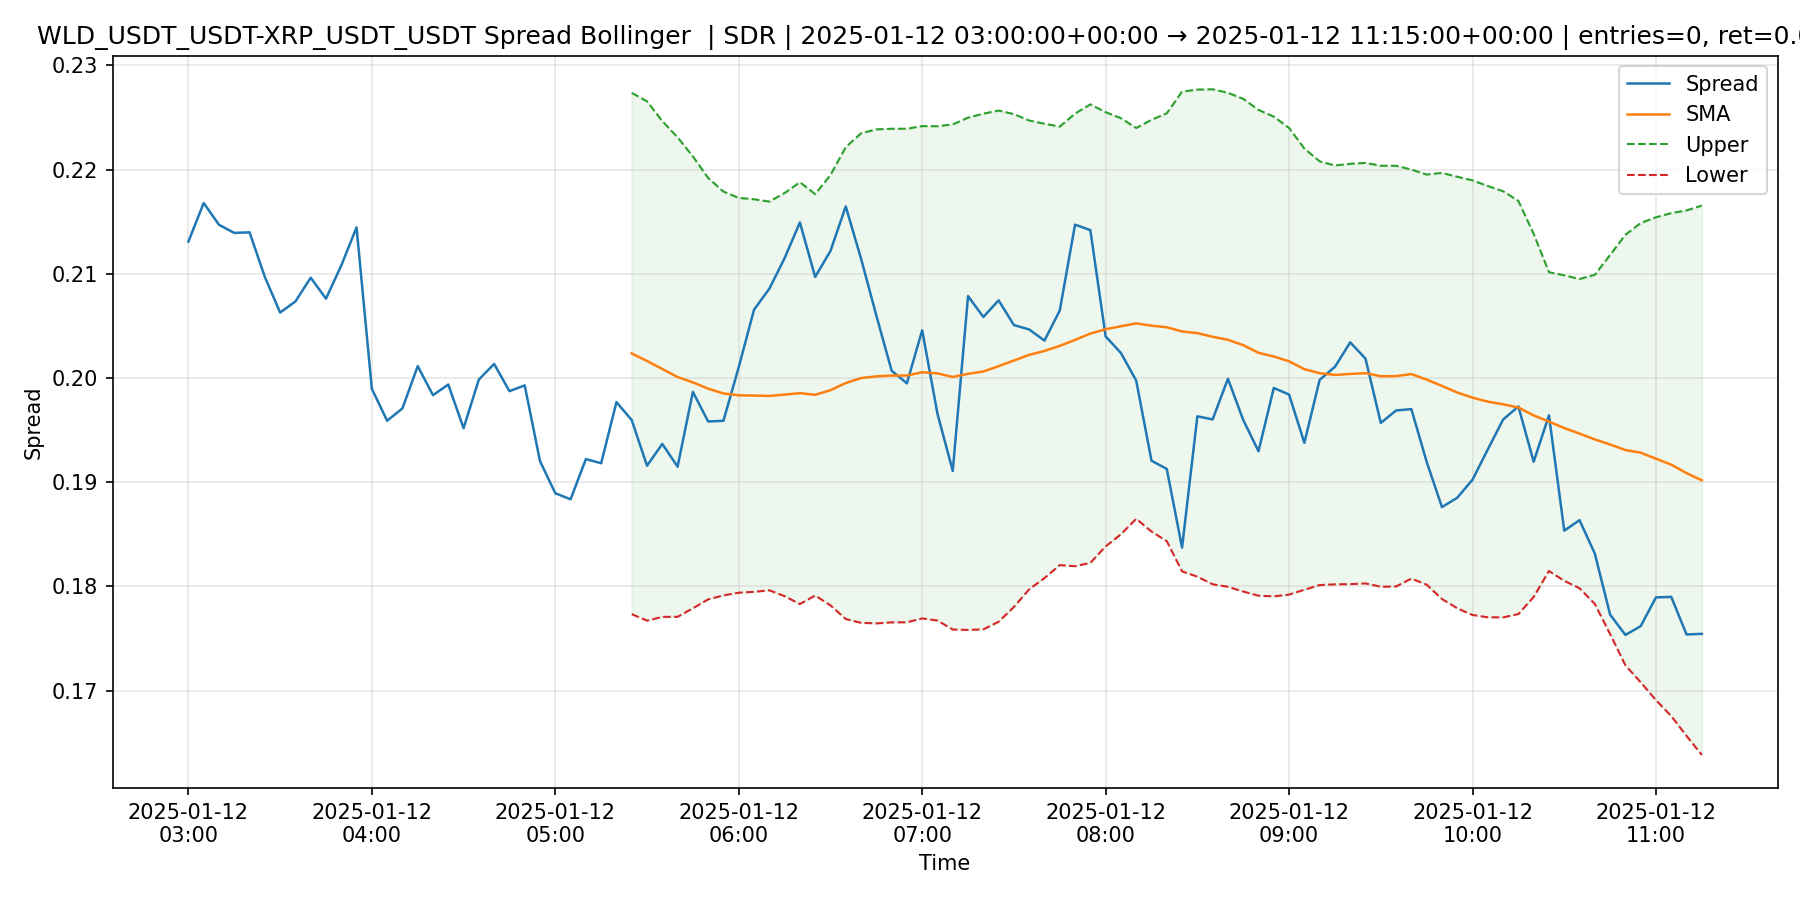 WLD_USDT_USDT-XRP_USDT_USDT Spread Bollinger | SDR | 2025-01-12 03:00:00+00:00 → 2025-01-12 11:15:00+00:00 | entries=0, ret=0.
0.23
0.22
0.21
0.20
0.19
0.18
0.17
Spread
Spread
SMA
Upper
Lower
2025-01-12 2025-01-12 2025-01-12 2025-01-12 2025-01-12 2025-01-12 2025-01-12 2025-01-12 2025-01-12
03:00 04:00 05:00 06:00 07:00 08:00 09:00 10:00 11:00
Time